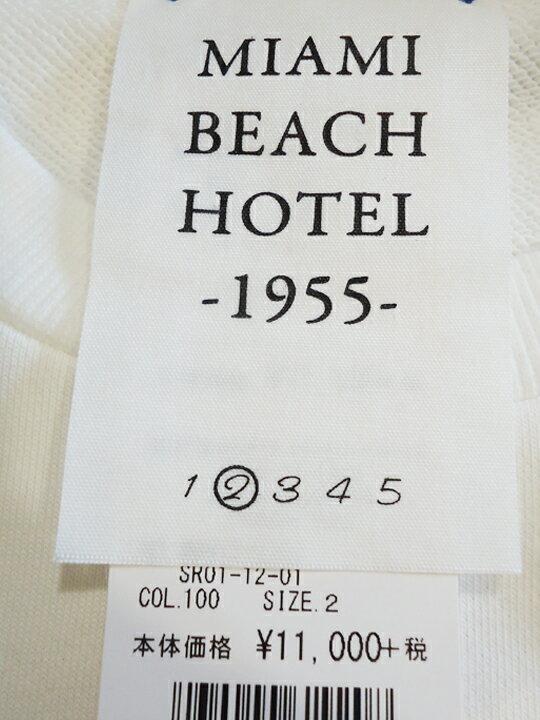 MIAMI
BEACH
HOTEL
-1955-
1 2 3 4 5
SR01-12-01
COL.100 SIZE.2
本体価格 ¥11,000+税